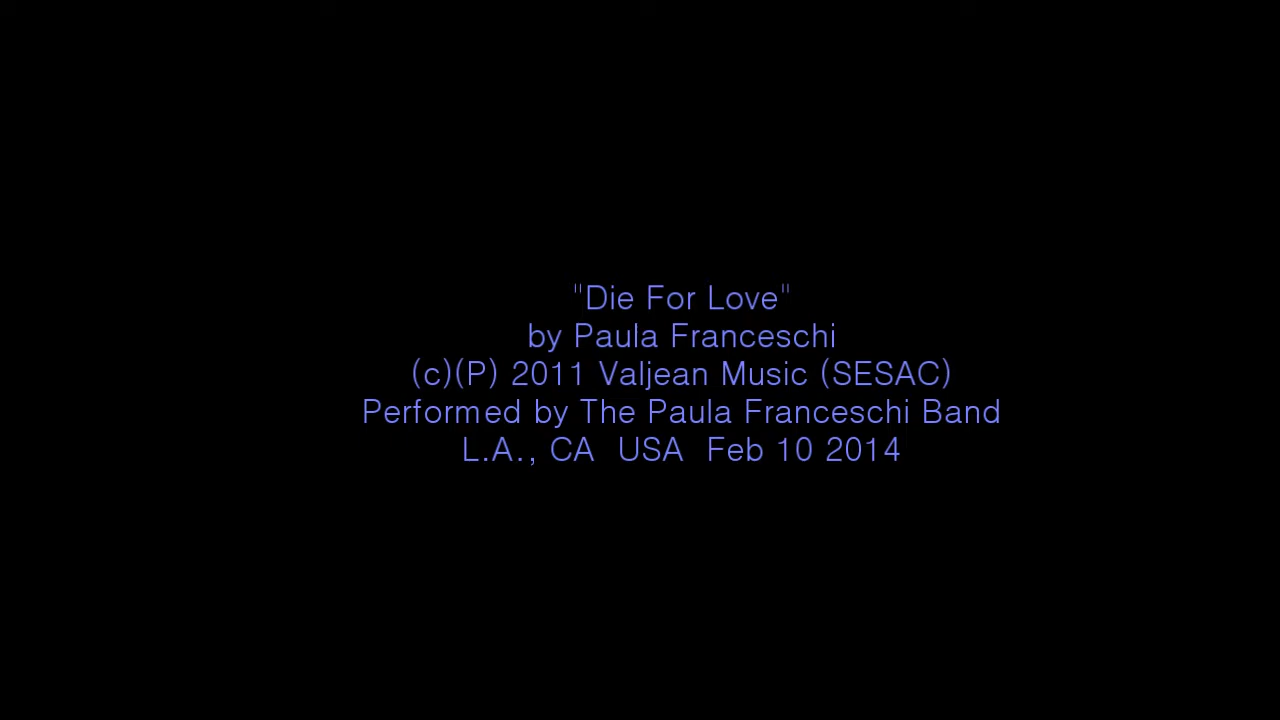 "Die For Love"
by Paula Franceschi
(c)(P) 2011 Valjean Music (SESAC)
Performed by The Paula Franceschi Band
L.A., CA  USA  Feb 10 2014